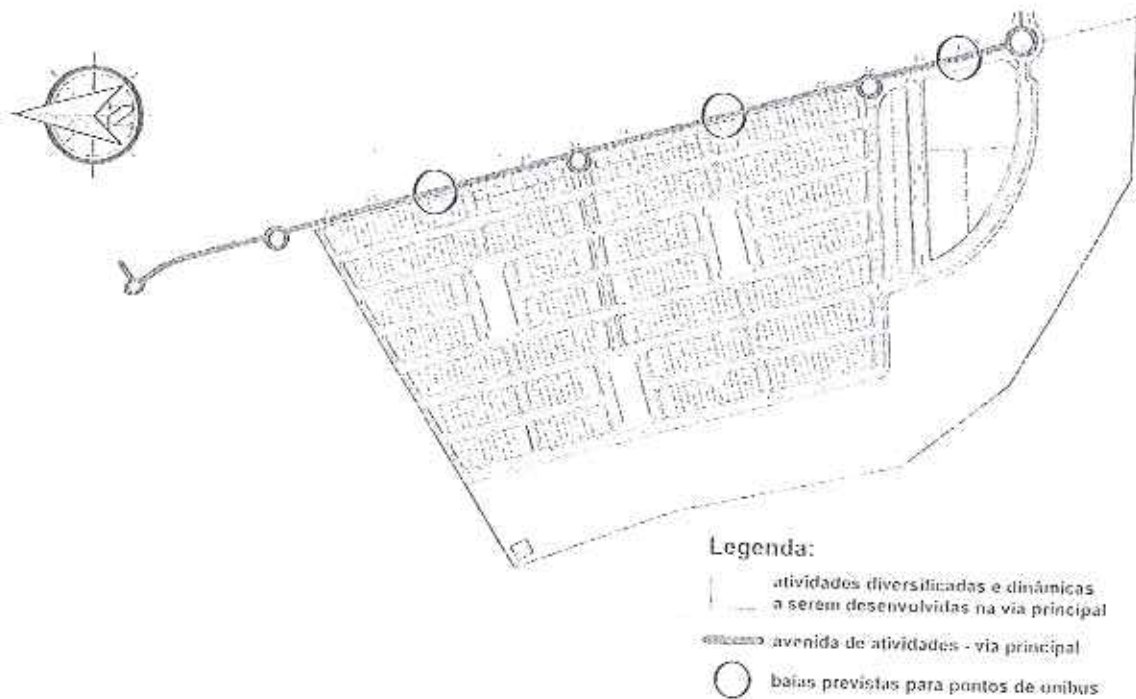 Legenda:
atividades diversificadas e dinâmicas
a serem desenvolvidas na via principal
avenida de atividades - via principal
baias previstas para pontos de ônibus